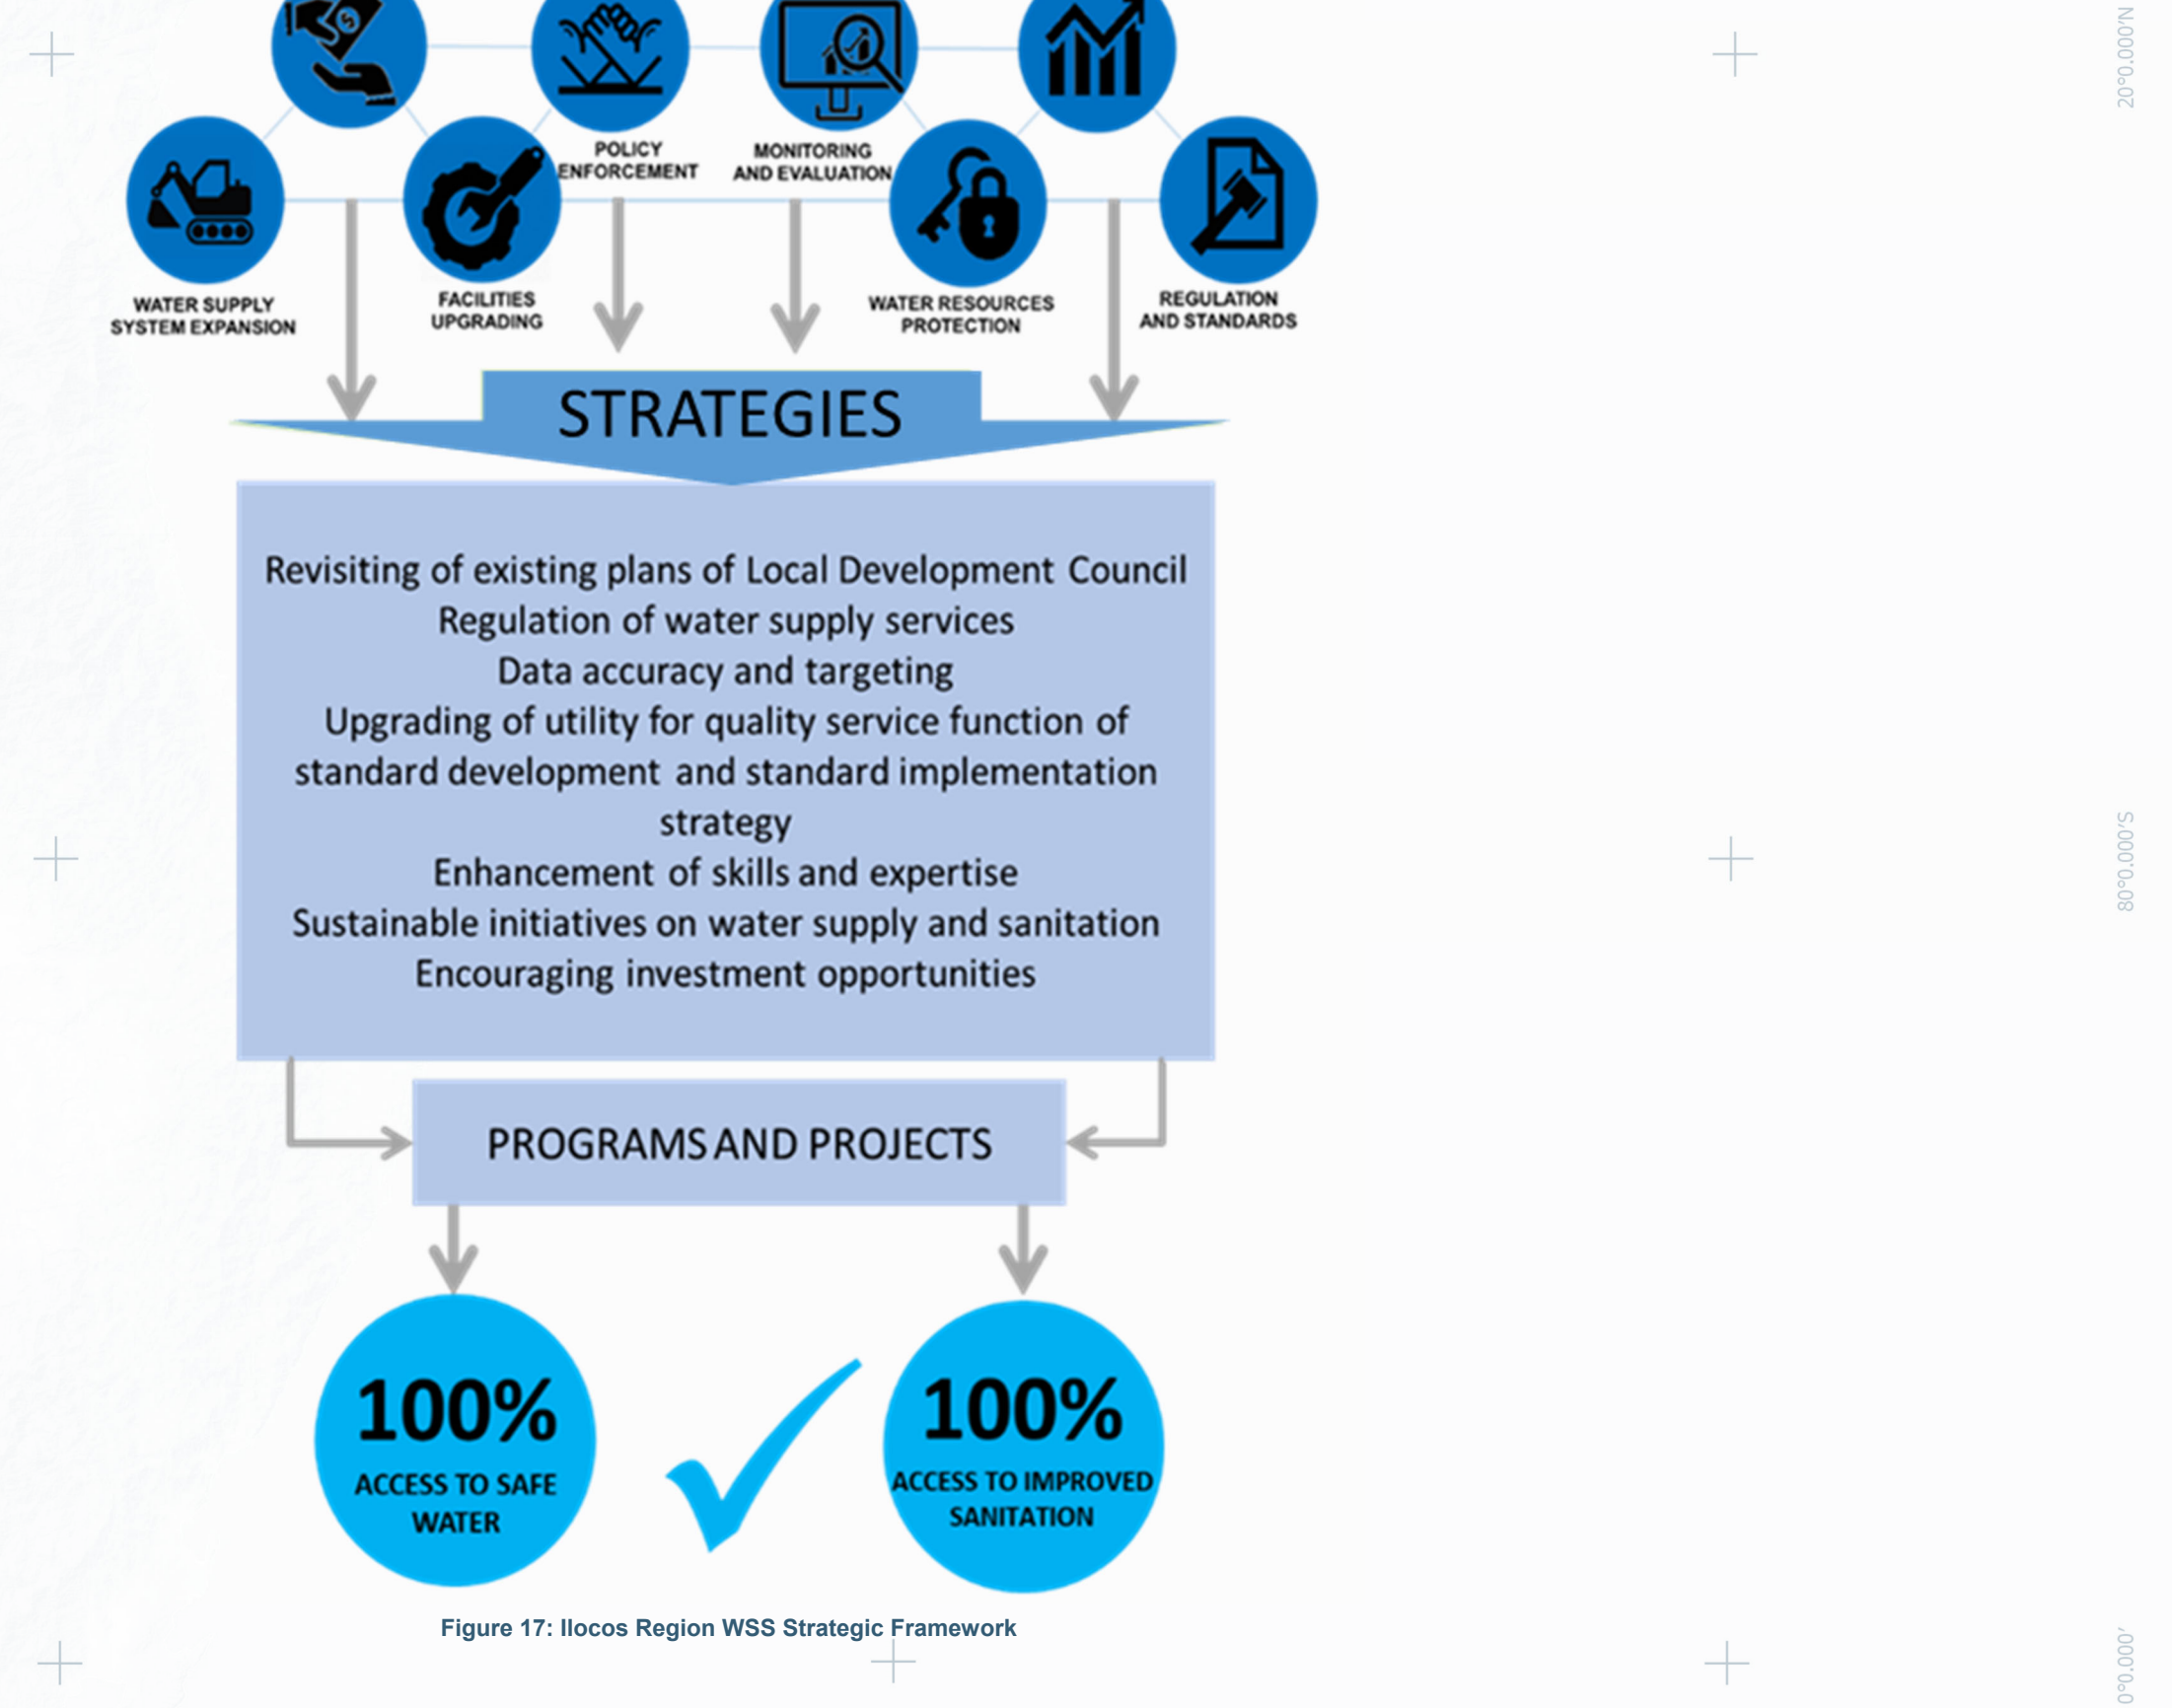 20°0.000'N
POLICY
ENFORCEMENT
MONITORING
AND EVALUATION
WATER SUPPLY
SYSTEM EXPANSION
FACILITIES
UPGRADING
WATER RESOURCES
PROTECTION
REGULATION
AND STANDARDS
STRATEGIES
Revisiting of existing plans of Local Development Council
Regulation of water supply services
Data accuracy and targeting
Upgrading of utility for quality service function of
standard development and standard implementation
strategy
Enhancement of skills and expertise
Sustainable initiatives on water supply and sanitation
Encouraging investment opportunities
80°0.000'S
PROGRAMS AND PROJECTS
100%
ACCESS TO SAFE
WATER
100%
ACCESS TO IMPROVED
SANITATION
Figure 17: Ilocos Region WSS Strategic Framework
0°0.000'